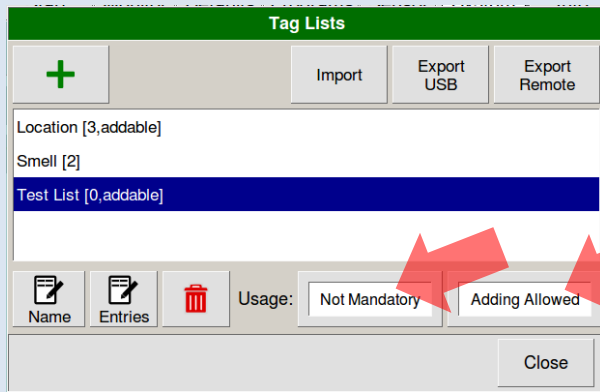 Tag Lists
Import
Export
USB
Export
Remote
Location [3,addable]
Smell [2]
Test List [0,addable]
Name
Entries
Usage:
Not Mandatory
Adding Allowed
Close